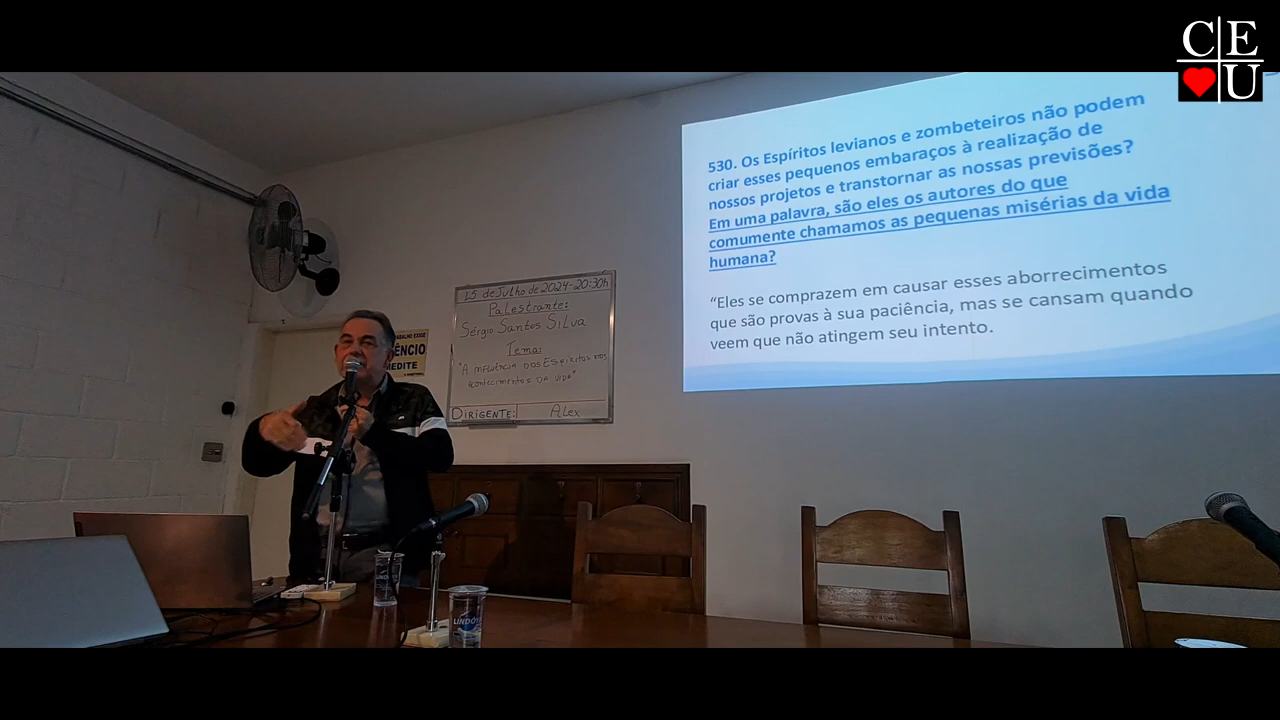 CE
U
530. Os Espíritos levianos e zombeteiros não podem
criar esses pequenos embaraços à realização de
nossos projetos e transtornar as nossas previsões?
Em uma palavra, são eles os autores do que
comumente chamamos as pequenas misérias da vida
humana?
“Eles se comprazem em causar esses aborrecimentos
que são provas à sua paciência, mas se cansam quando
veem que não atingem seu intento.
15 de Julho de 2024-20:30h
Palestrante:
Sérgio Santos Silva
Tema:
"A influência dos Espíritos nos
acontecimentos da vida"
DIRIGENTE: Alex
EXIGE
ÊNCIO
MEDITE
LINDOYA